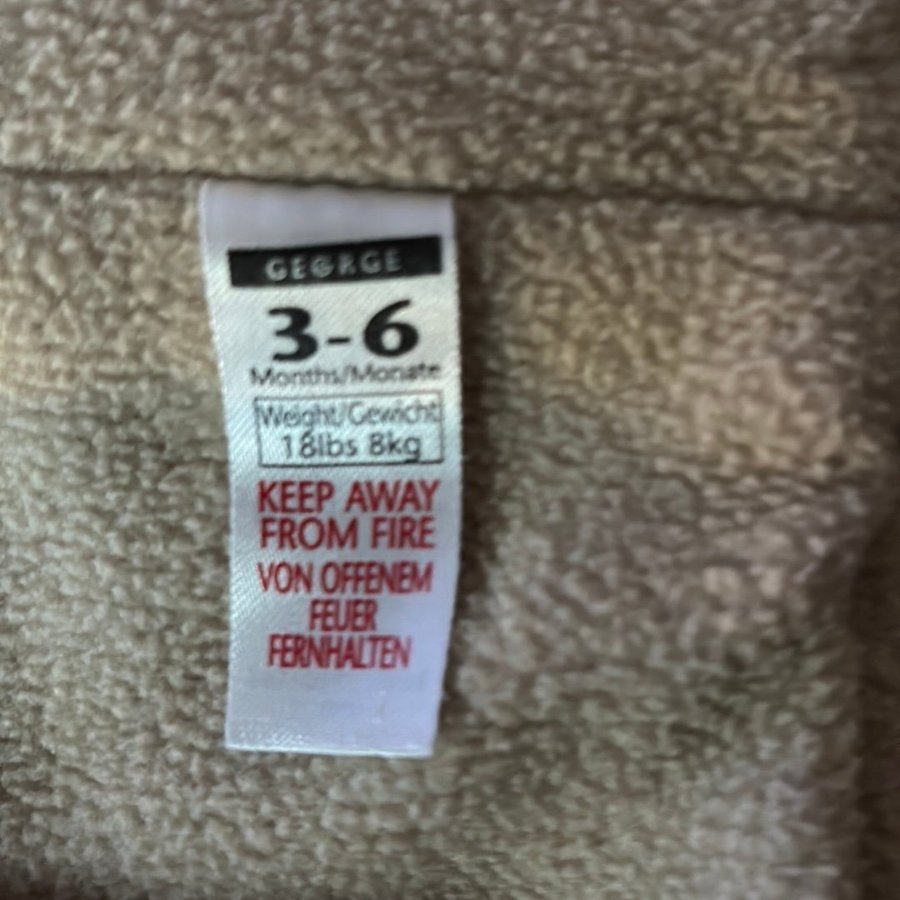 GEORGE
3-6
Months/Monate
Weight/Gewicht
18lbs 8kg
KEEP AWAY
FROM FIRE
VON OFFENEM
FEUER
FERNHALTEN